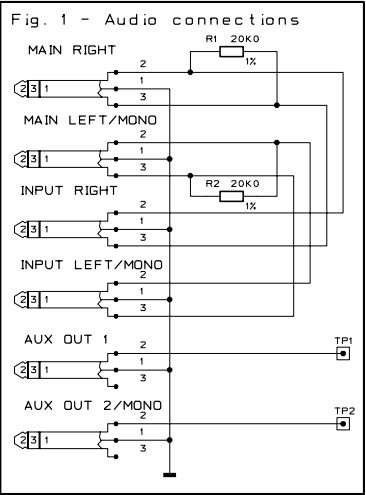 Fig. 1 - Audio connections
R1 20K0
1%
MAIN RIGHT
2
1
3
2 3 1
MAIN LEFT/MONO
2
1
3
2 3 1
R2 20K0
1%
INPUT RIGHT
2
1
3
2 3 1
INPUT LEFT/MONO
2
1
3
2 3 1
AUX OUT 1
2
1
3
2 3 1
TP1
AUX OUT 2/MONO
2
1
3
2 3 1
TP2